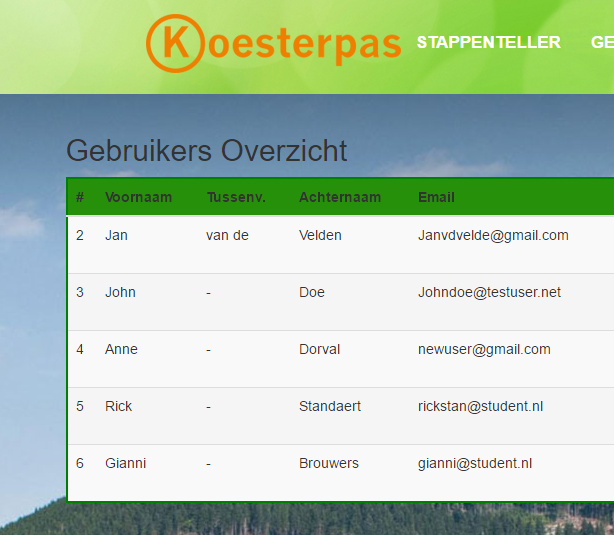 Koesterpas STAPPENTELLER GE
Gebruikers Overzicht
# Voornaam Tussenv. Achternaam Email
2 Jan van de Velden Janvdvelde@gmail.com
3 John - Doe Johndoe@testuser.net
4 Anne - Dorval newuser@gmail.com
5 Rick - Standaert rickstan@student.nl
6 Gianni - Brouwers gianni@student.nl